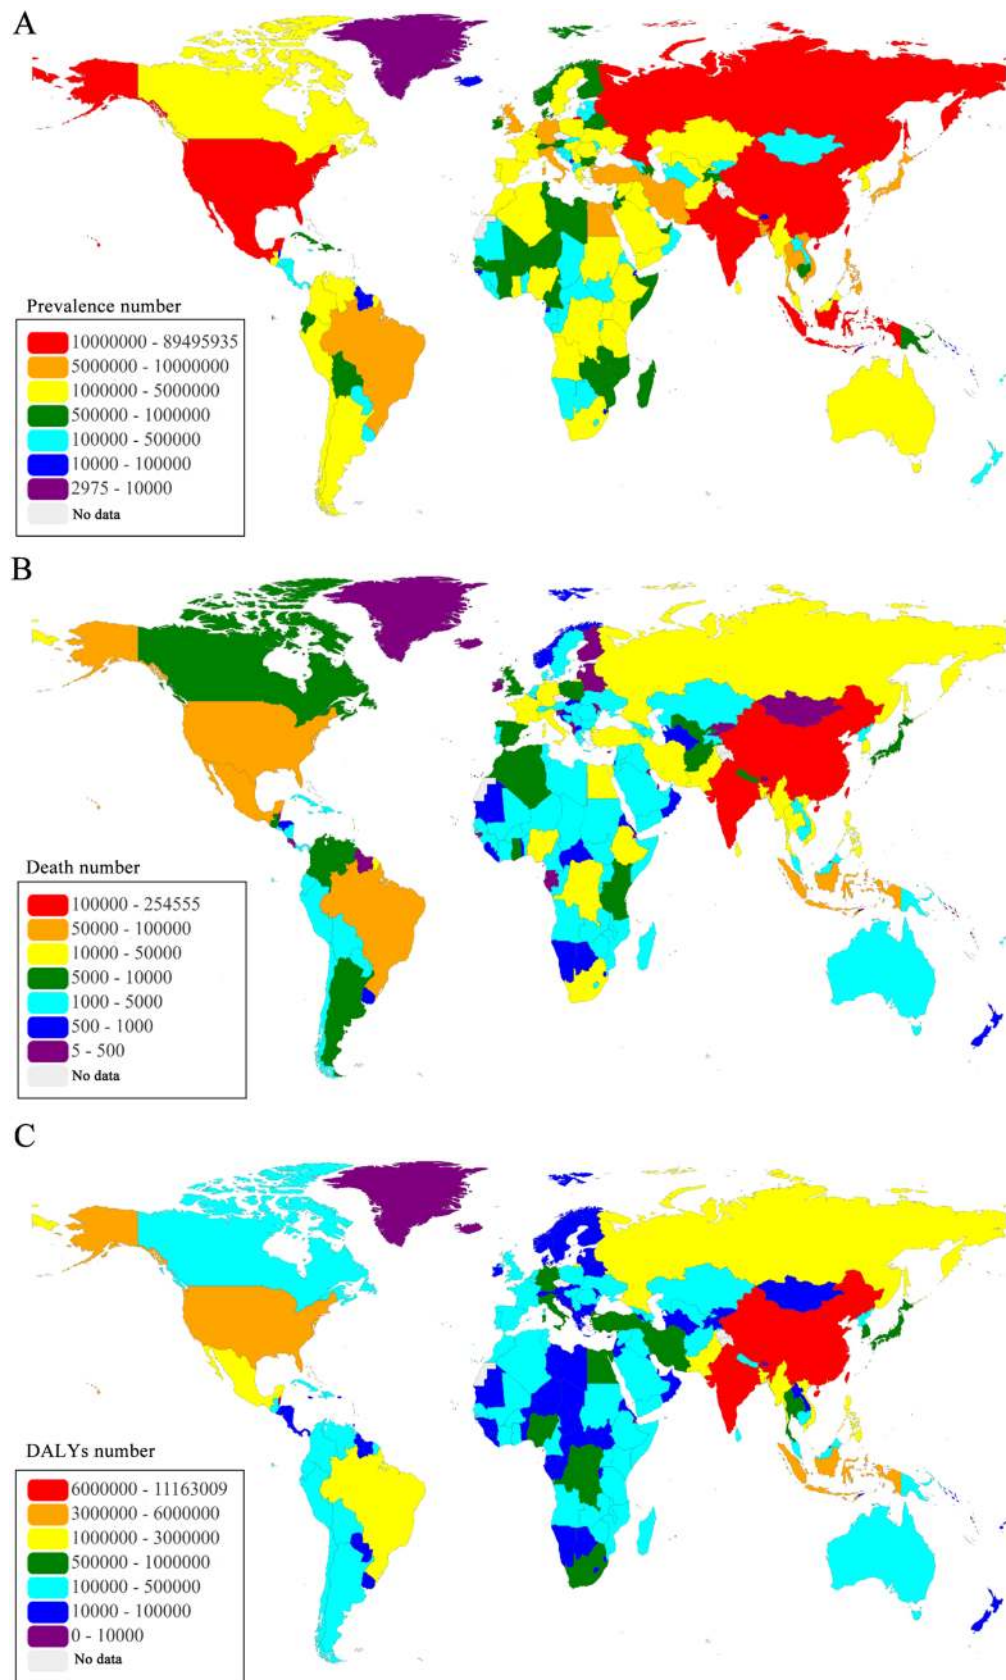 A
Prevalence number
10000000 - 89495935
5000000 - 10000000
1000000 - 5000000
500000 - 1000000
100000 - 500000
10000 - 100000
2975 - 10000
No data
B
Death number
100000 - 254555
50000 - 100000
10000 - 50000
5000 - 10000
1000 - 5000
500 - 1000
5 - 500
No data
C
DALYs number
6000000 - 11163009
3000000 - 6000000
1000000 - 3000000
500000 - 1000000
100000 - 500000
10000 - 100000
0 - 10000
No data